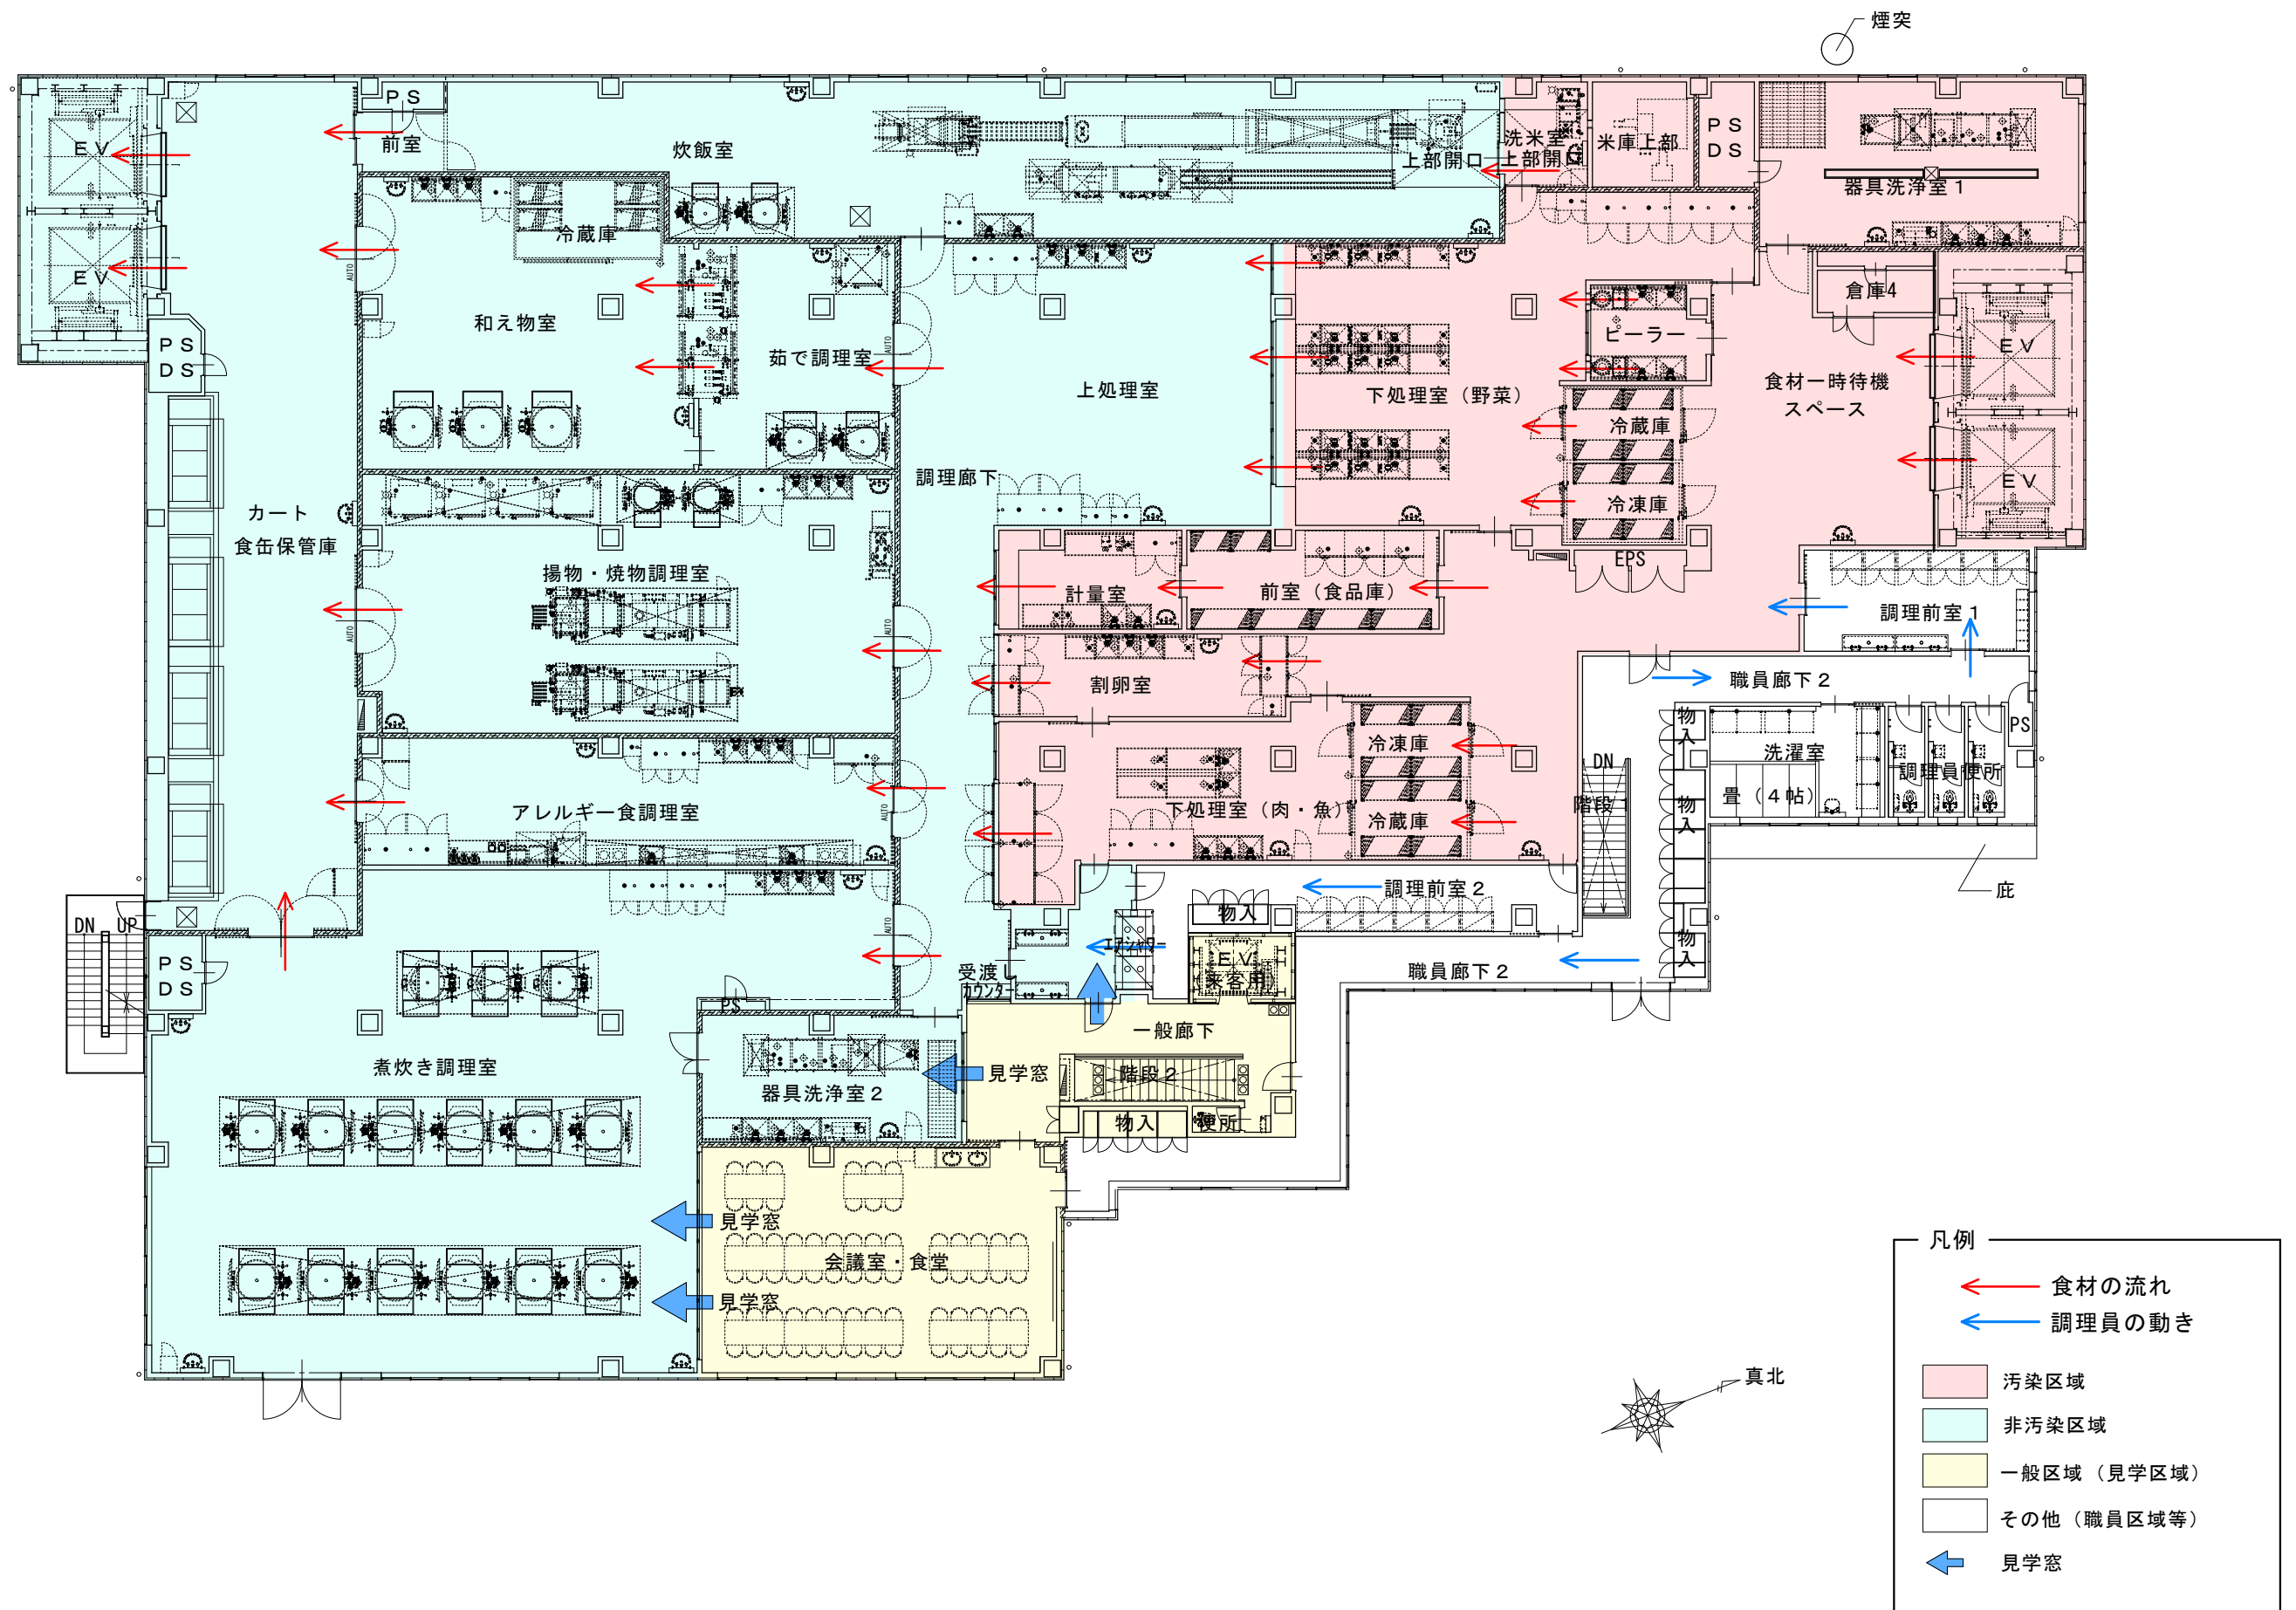 煙突
ＰＳ
前室
ＥＶ
炊飯室
上部開口
洗米室
上部開口
米庫上部
ＰＳ
ＤＳ
器具洗浄室１
冷蔵庫
ＥＶ
AUTO
和え物室
茹で調理室
AUTO
上処理室
下処理室（野菜）
ピーラー
倉庫4
ＥＶ
食材一時待機
スペース
ＰＳ
ＤＳ
冷蔵庫
冷凍庫
ＥＶ
調理廊下
カート
食缶保管庫
EPS
揚物・焼物調理室
計量室
前室（食品庫）
調理前室１
AUTO
AUTO
割卵室
職員廊下２
物入
洗濯室
PS
冷凍庫
DN
階段1
畳（４帖）
調理員便所
アレルギー食調理室
AUTO
下処理室（肉・魚）
冷蔵庫
物入
庇
調理前室２
物入
DN
UP
AUTO
ｴｱｼｬﾜｰ
物入
ＰＳ
ＤＳ
受渡し
ｶｳﾝﾀｰ
ＥＶ
来客用
職員廊下２
PS
一般廊下
煮炊き調理室
器具洗浄室２
見学窓
階段２
物入
便所
見学窓
会議室・食堂
見学窓
凡例
食材の流れ
調理員の動き
真北
汚染区域
非汚染区域
一般区域（見学区域）
その他（職員区域等）
見学窓